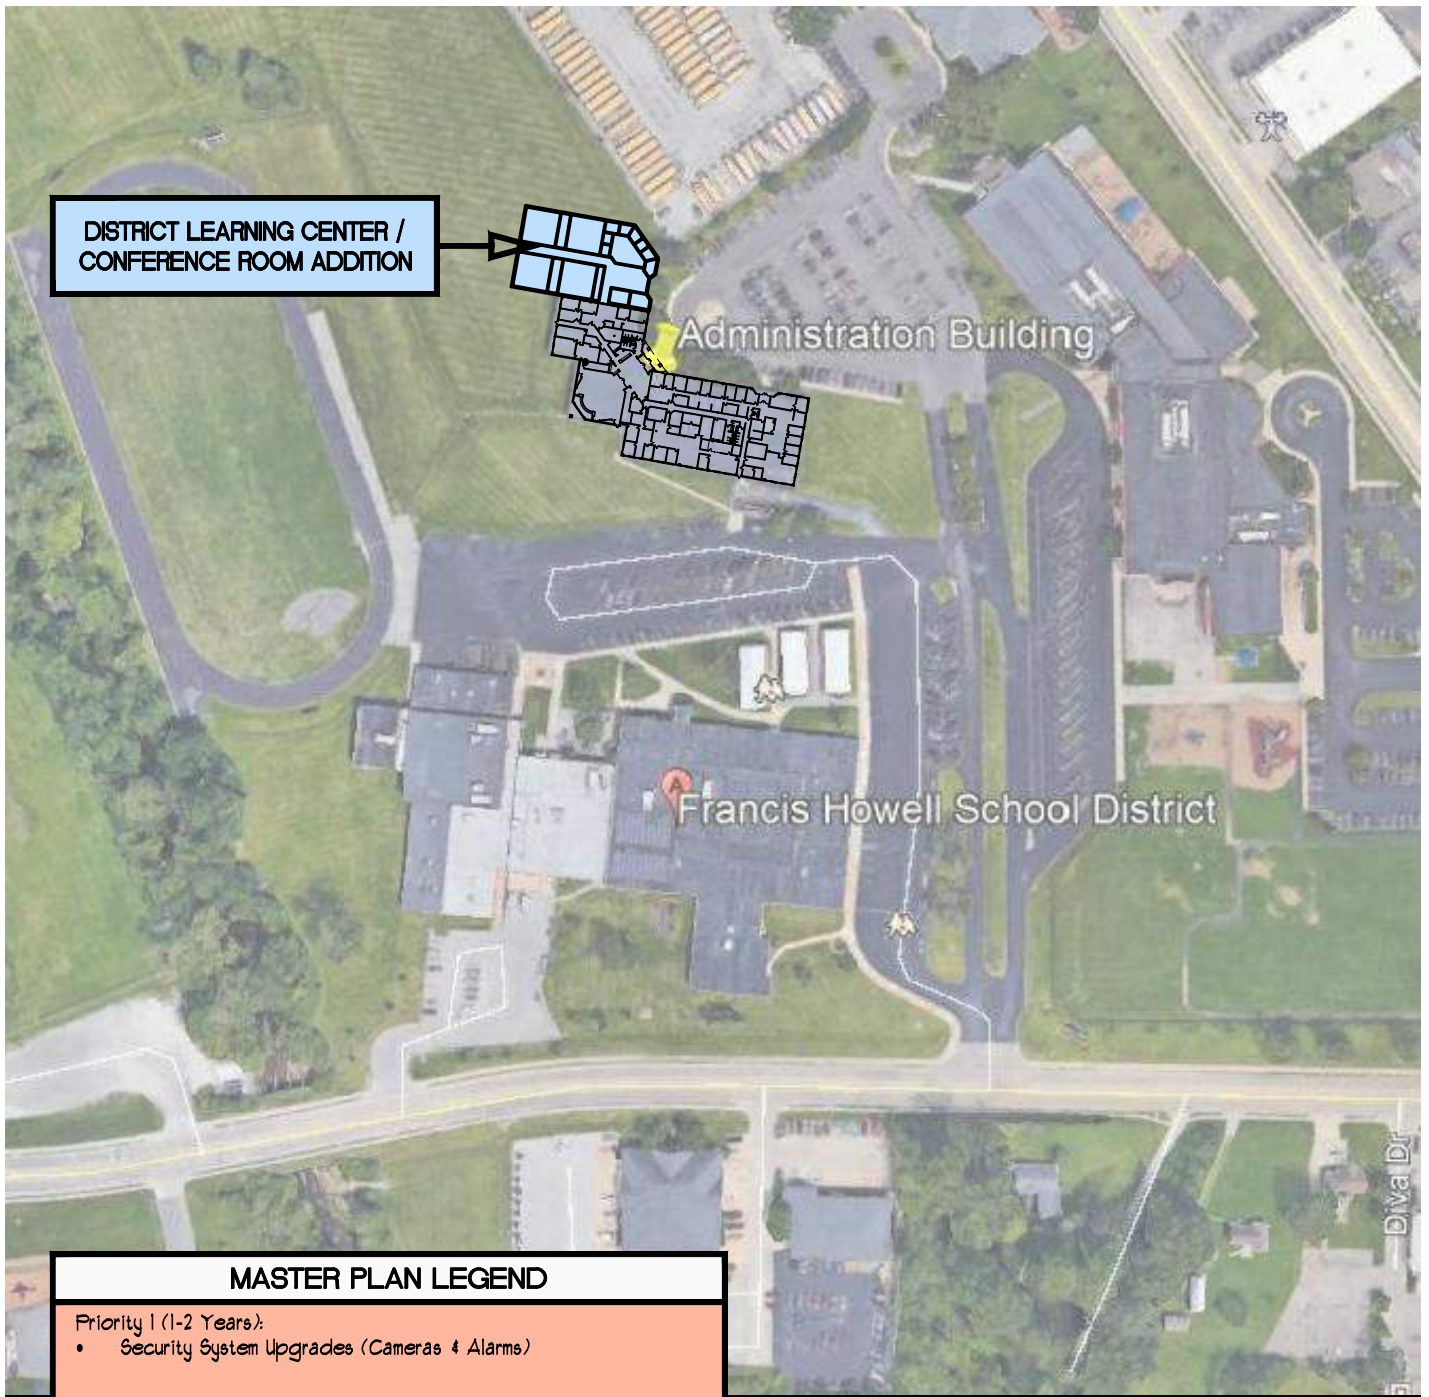 DISTRICT LEARNING CENTER /
CONFERENCE ROOM ADDITION
Administration Building
A
Francis Howell School District
Dival Dr
MASTER PLAN LEGEND
Priority 1 (1-2 Years):
• Security System Upgrades (Cameras & Alarms)